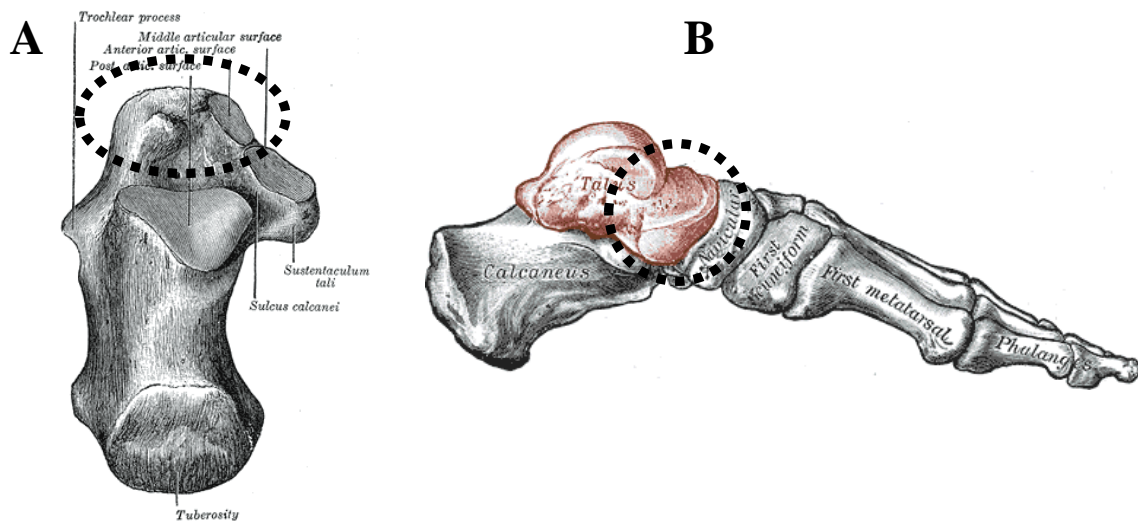 A
Trochlear process
Middle articular surface
Anterior artic. surface
Post. artic. surface
Sustentaculum
tali
Sulcus calcanei
Tuberosity
B
Talus
Calcaneus
Navicular
First
cuneiform
First metatarsal
Phalanges